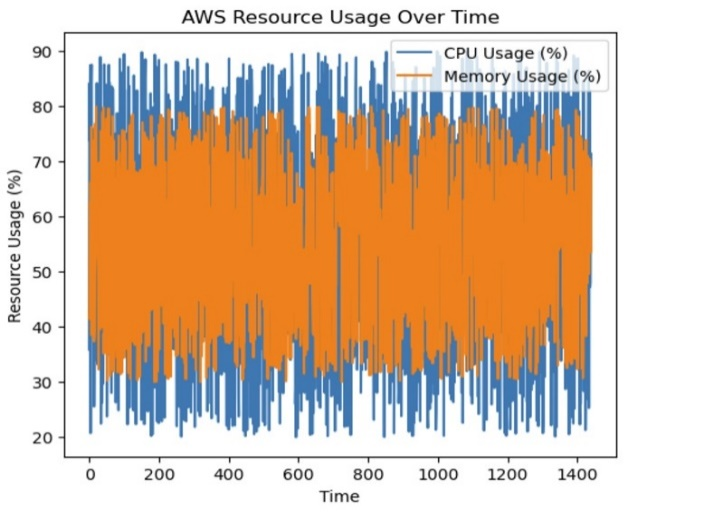 AWS Resource Usage Over Time
CPU Usage (%)
Memory Usage (%)
Resource Usage (%)
90
80
70
60
50
40
30
20
0 200 400 600 800 1000 1200 1400
Time